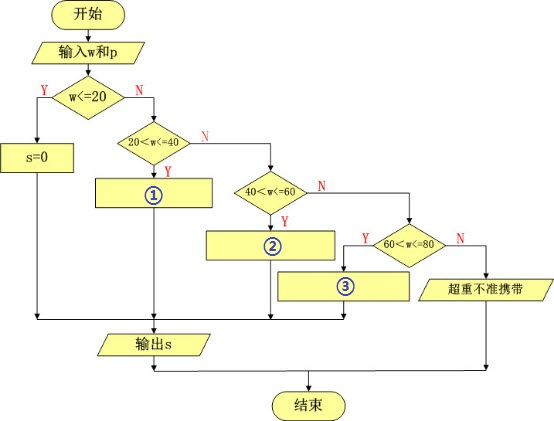 开始
输入w和p
w<=20
Y
N
s=0
20＜w<=40
N
Y
①
40＜w<=60
N
Y
②
60＜w<=80
Y
N
③
超重不准携带
输出s
结束